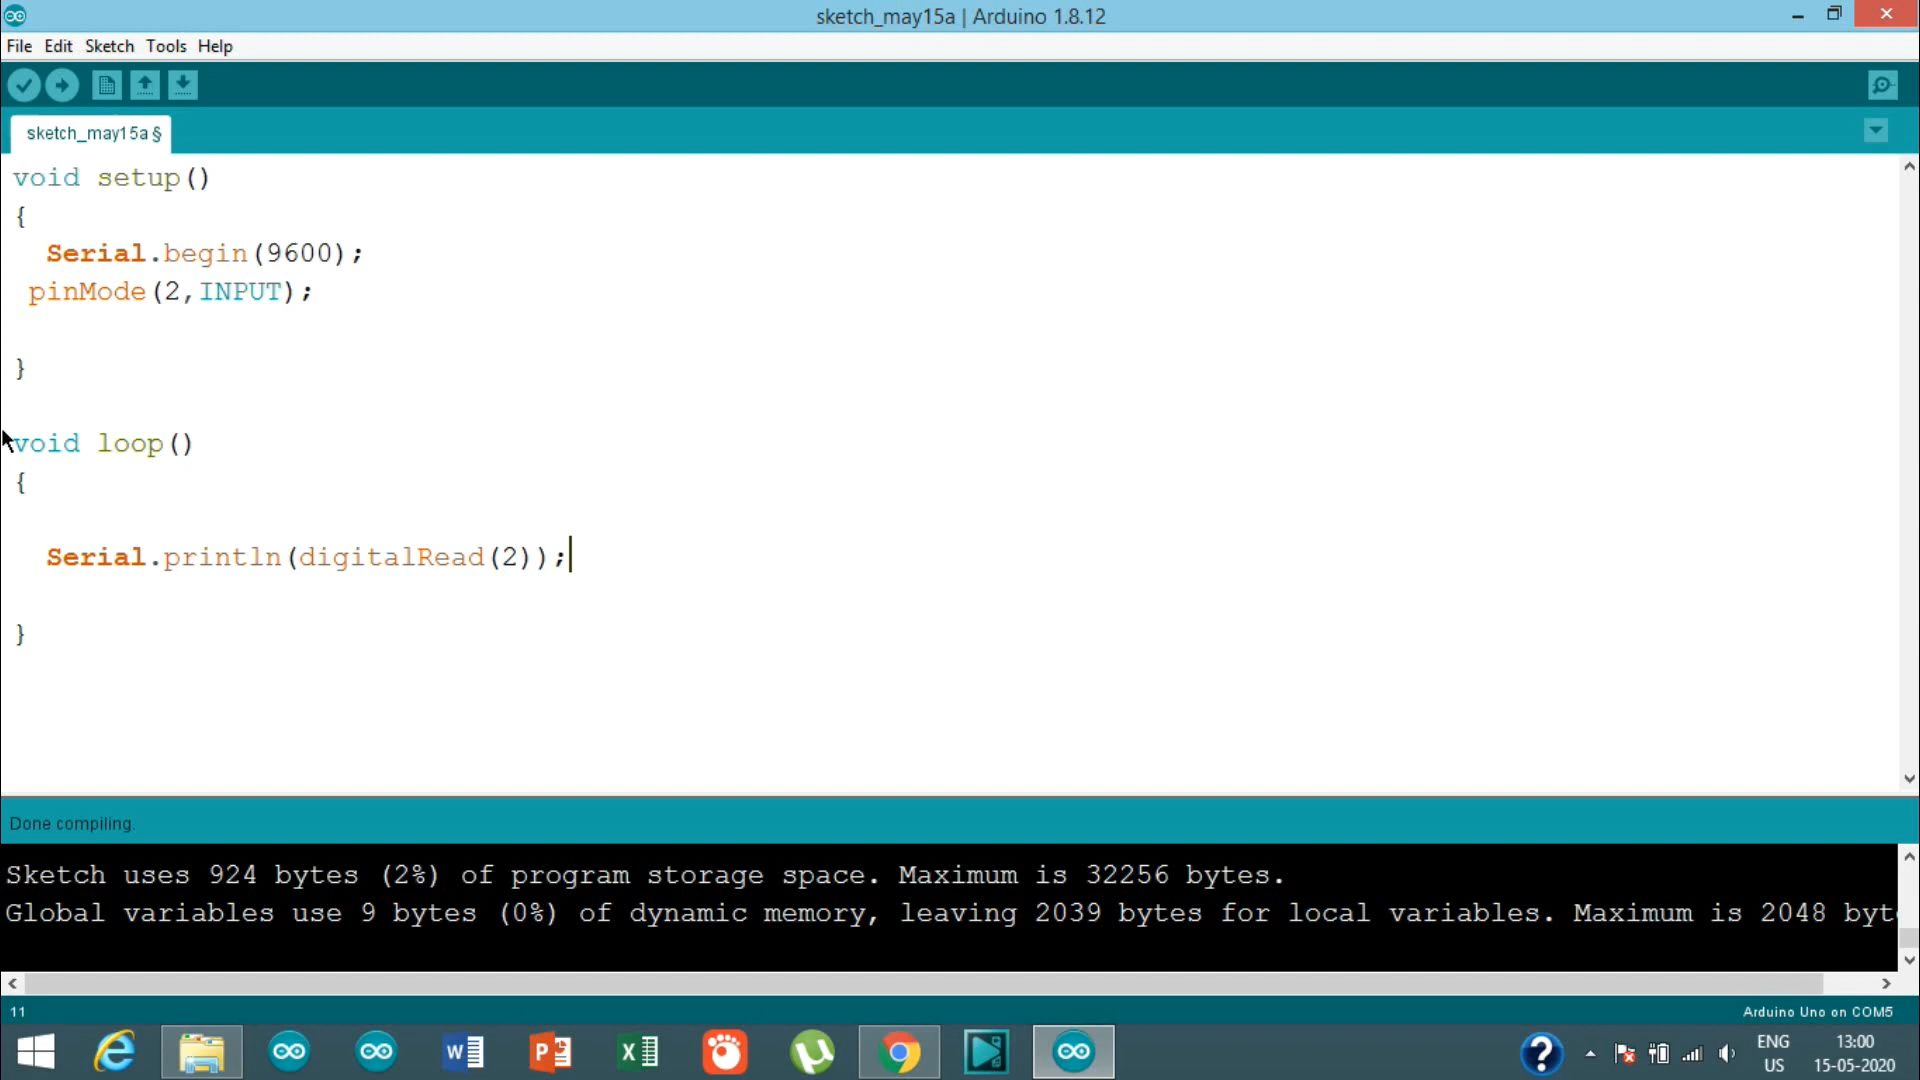 sketch_may15a | Arduino 1.8.12
File Edit Sketch Tools Help
sketch_may15a §
void setup()
{
  Serial.begin(9600);
 pinMode(2,INPUT);
}
void loop()
{
  Serial.println(digitalRead(2));
}
Done compiling.
Sketch uses 924 bytes (2%) of program storage space. Maximum is 32256 bytes.
Global variables use 9 bytes (0%) of dynamic memory, leaving 2039 bytes for local variables. Maximum is 2048 byt
11
Arduino Uno on COM5
ENG 13:00
US 15-05-2020